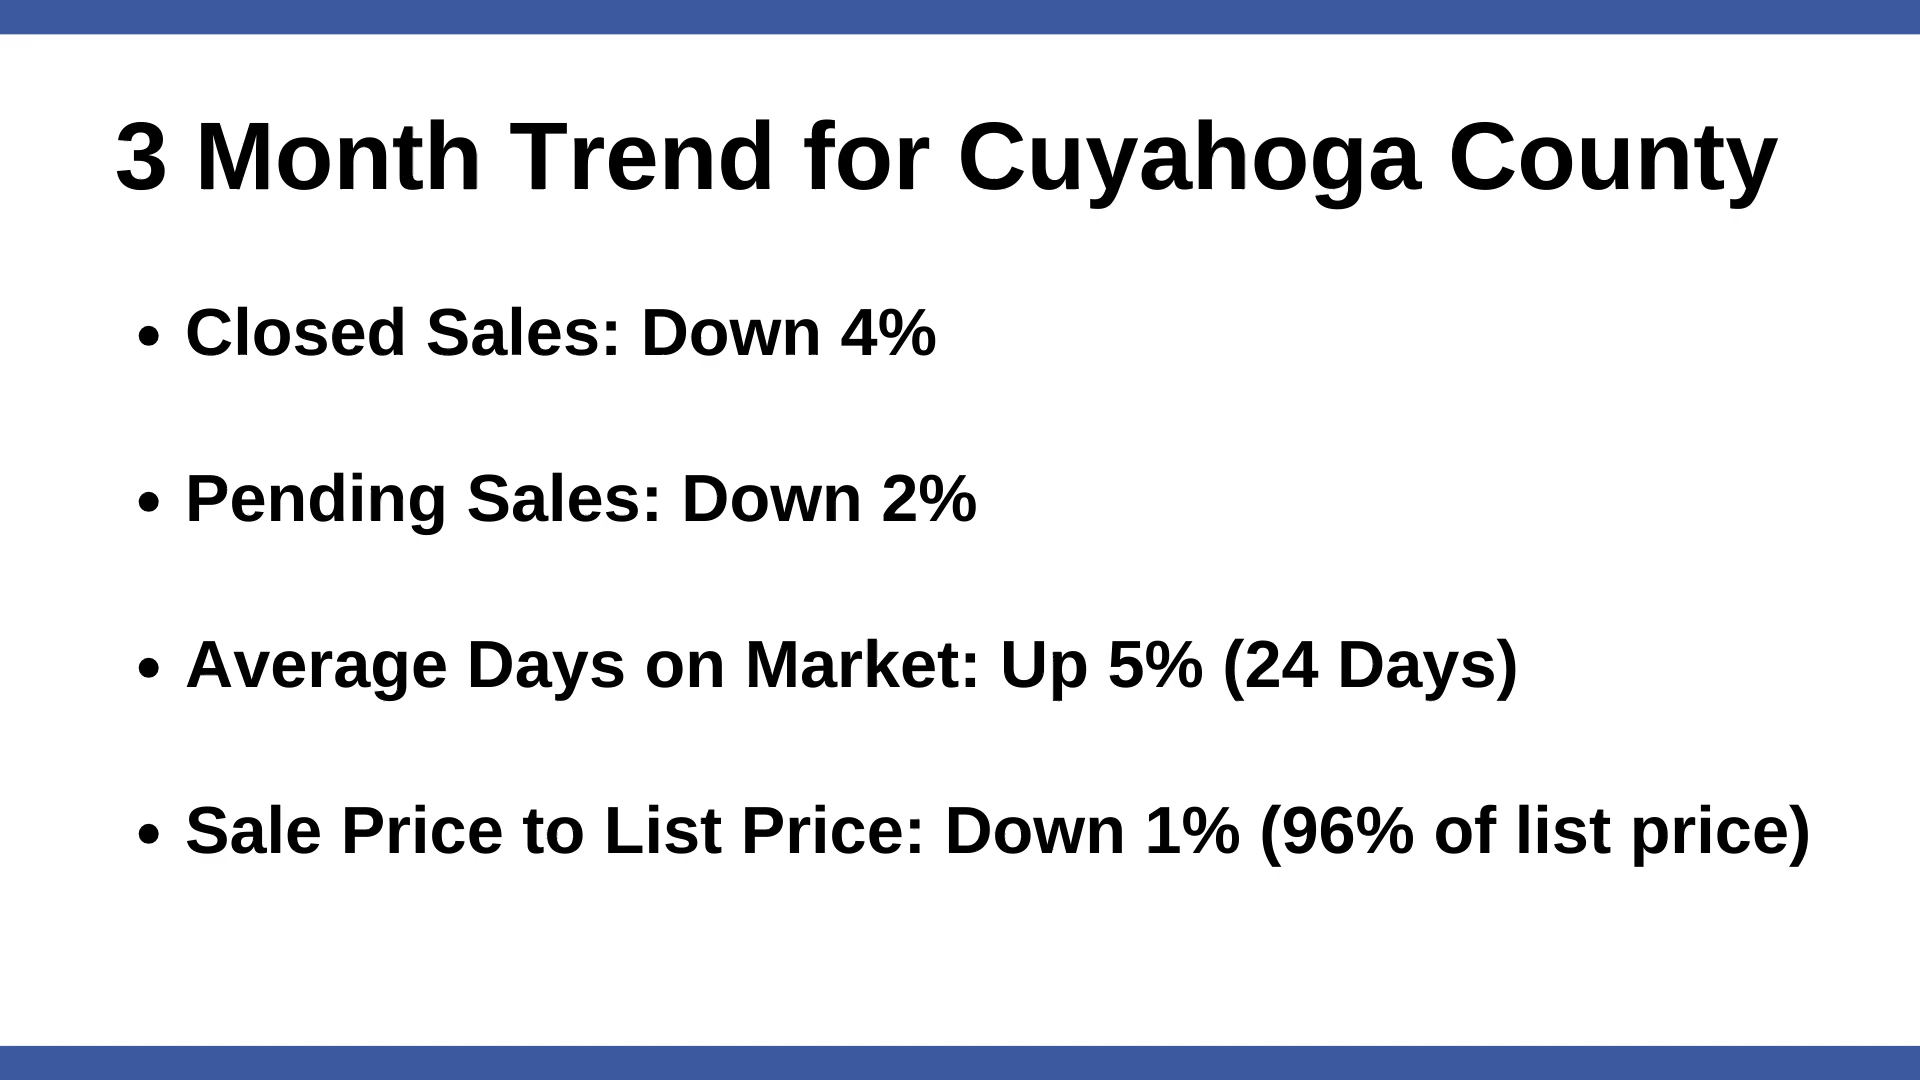 3 Month Trend for Cuyahoga County
• Closed Sales: Down 4%
• Pending Sales: Down 2%
• Average Days on Market: Up 5% (24 Days)
• Sale Price to List Price: Down 1% (96% of list price)